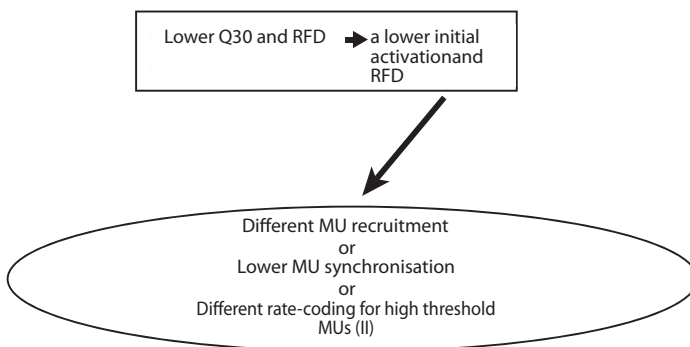 Lower Q30 and RFD → a lower initial
activationand
RFD
Different MU recruitment
or
Lower MU synchronisation
or
Different rate-coding for high threshold
MUs (II)